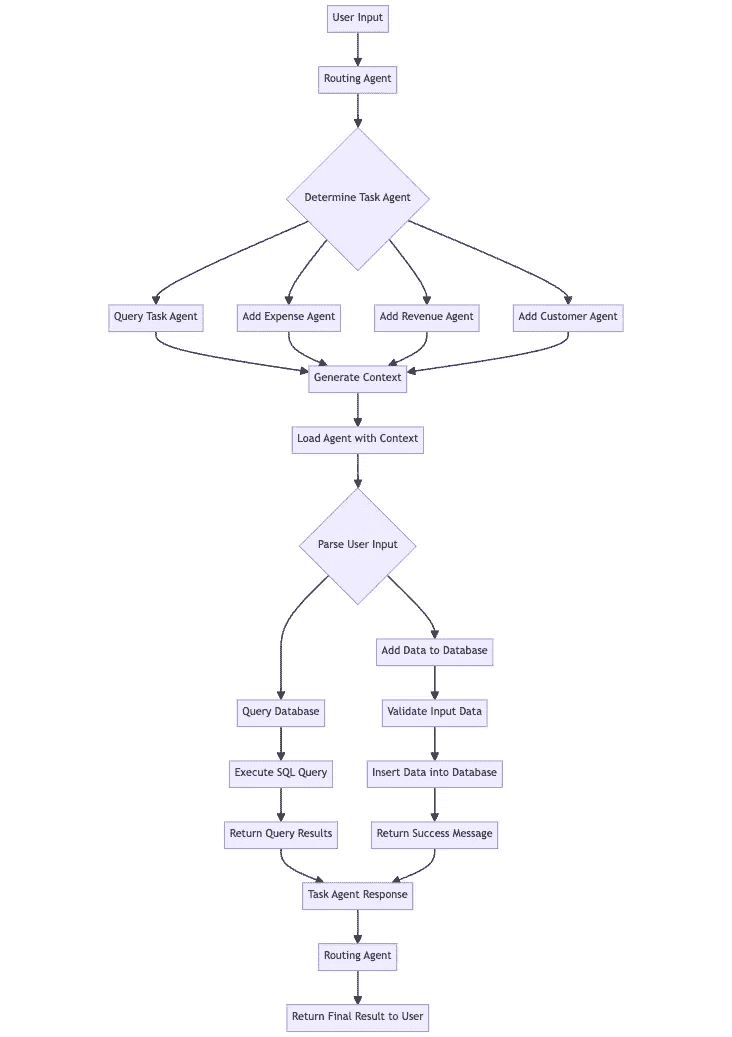 User Input
Routing Agent
Determine Task Agent
Query Task Agent
Add Expense Agent
Add Revenue Agent
Add Customer Agent
Generate Context
Load Agent with Context
Parse User Input
Add Data to Database
Query Database
Validate Input Data
Execute SQL Query
Insert Data into Database
Return Query Results
Return Success Message
Task Agent Response
Routing Agent
Return Final Result to User